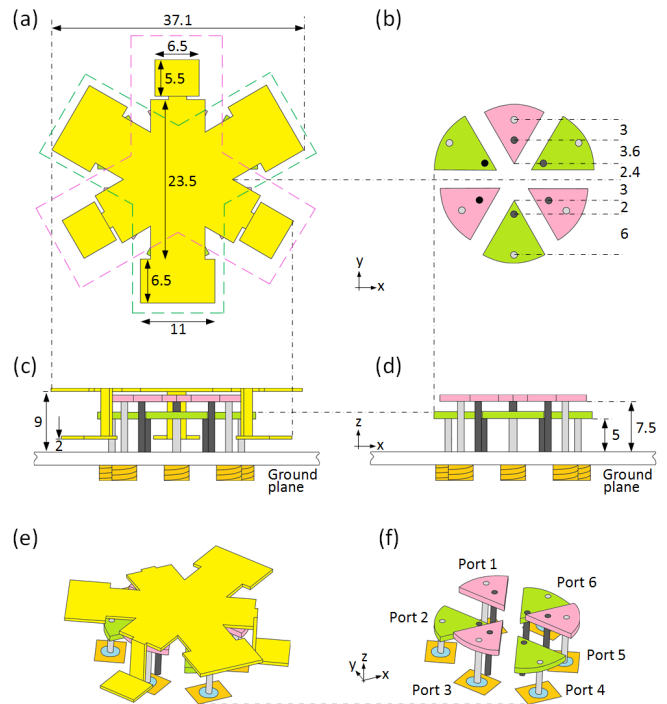 (a)
37.1
6.5
5.5
23.5
6.5
11
(b)
3
3.6
2.4
3
2
6
y
x
(c)
9
2
Ground
plane
z
x
(d)
7.5
5
Ground
plane
(e)
y
z
x
(f)
Port 1
Port 6
Port 2
Port 5
Port 3
Port 4